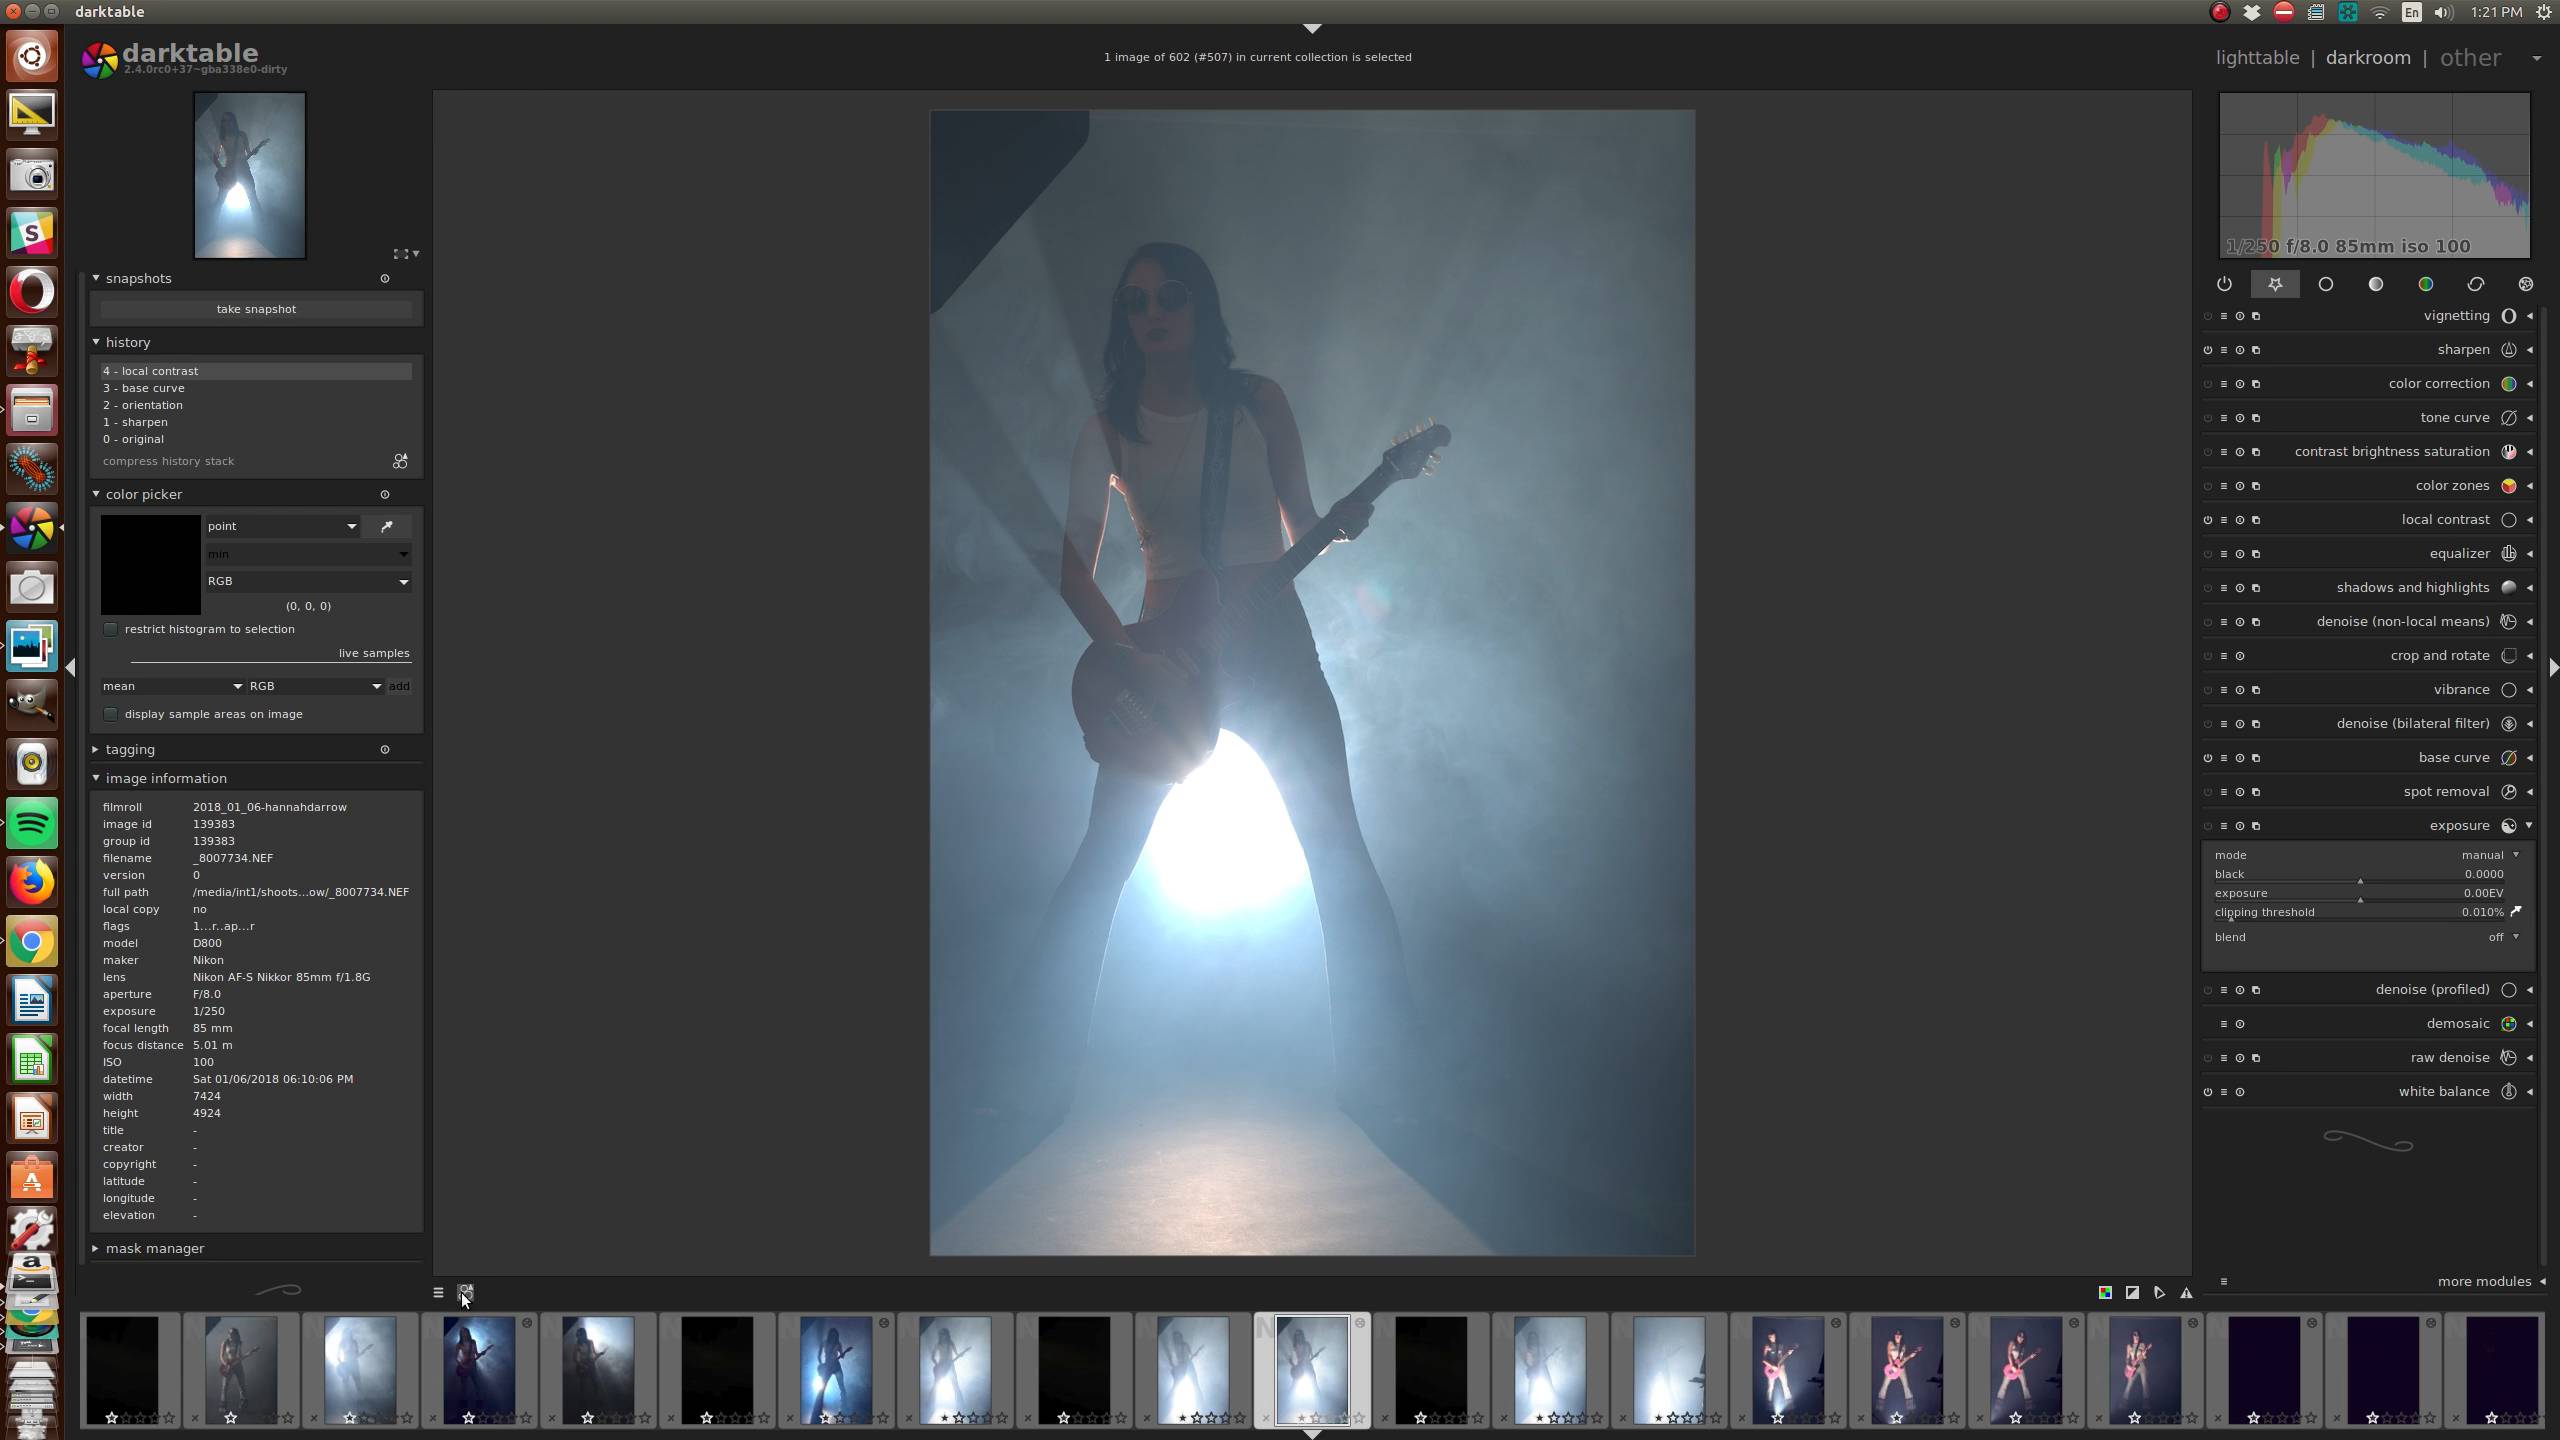 darktable
En
1:21 PM
darktable
2.4.0rc0+37~gba338e0-dirty
1 image of 602 (#507) in current collection is selected
lighttable | darkroom | other
1/250 f/8.0 85mm iso 100
snapshots
take snapshot
history
4 - local contrast
3 - base curve
2 - orientation
1 - sharpen
0 - original
compress history stack
color picker
point
min
RGB
(0, 0, 0)
restrict histogram to selection
live samples
mean RGB add
display sample areas on image
tagging
image information
filmroll 2018_01_06-hannahdarrow
image id 139383
group id 139383
filename _8007734.NEF
version 0
full path /media/int1/shoots...ow/_8007734.NEF
local copy no
flags 1...r..ap...r
model D800
maker Nikon
lens Nikon AF-S Nikkor 85mm f/1.8G
aperture F/8.0
exposure 1/250
focal length 85 mm
focus distance 5.01 m
ISO 100
datetime Sat 01/06/2018 06:10:06 PM
width 7424
height 4924
title -
creator -
copyright -
latitude -
longitude -
elevation -
mask manager
vignetting
sharpen
color correction
tone curve
contrast brightness saturation
color zones
local contrast
equalizer
shadows and highlights
denoise (non-local means)
crop and rotate
vibrance
denoise (bilateral filter)
base curve
spot removal
exposure
mode manual
black 0.0000
exposure 0.00EV
clipping threshold 0.010%
blend off
denoise (profiled)
demosaic
raw denoise
white balance
more modules